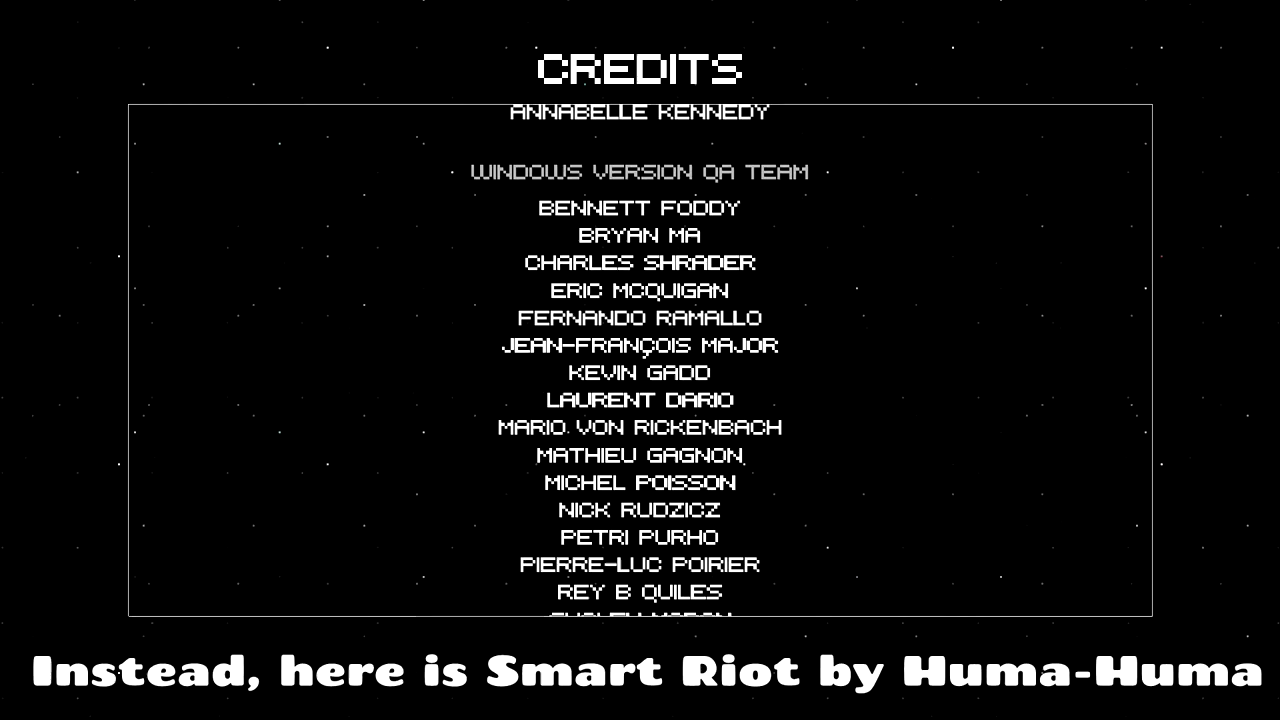 CREDITS
ANNABELLE KENNEDY
WINDOWS VERSION QA TEAM
BENNETT FODDY
BRYAN MA
CHARLES SHRADER
ERIC MCQUIGAN
FERNANDO RAMALLO
JEAN-FRANÇOIS MAJOR
KEVIN GADD
LAURENT DARIO
MARIO VON RICKENBACH
MATHIEU GAGNON
MICHEL POISSON
NICK RUDZICZ
PETRI PURHO
PIERRE-LUC POIRIER
REY B QUILES
Instead, here is Smart Riot by Huma-Huma